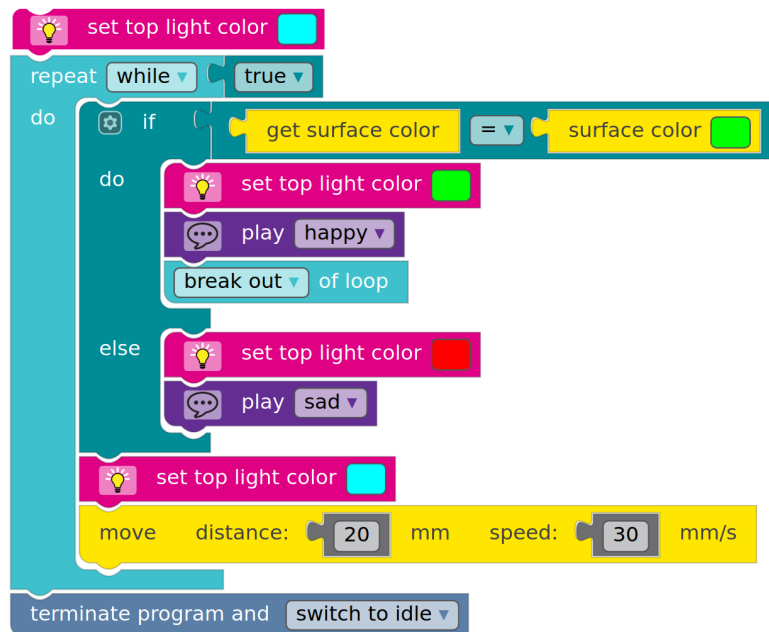 set top light color
repeat while ▼ true ▼
do if get surface color = ▼ surface color
do set top light color
play happy ▼
break out ▼ of loop
else set top light color
play sad ▼
set top light color
move distance: 20 mm speed: 30 mm/s
terminate program and switch to idle ▼